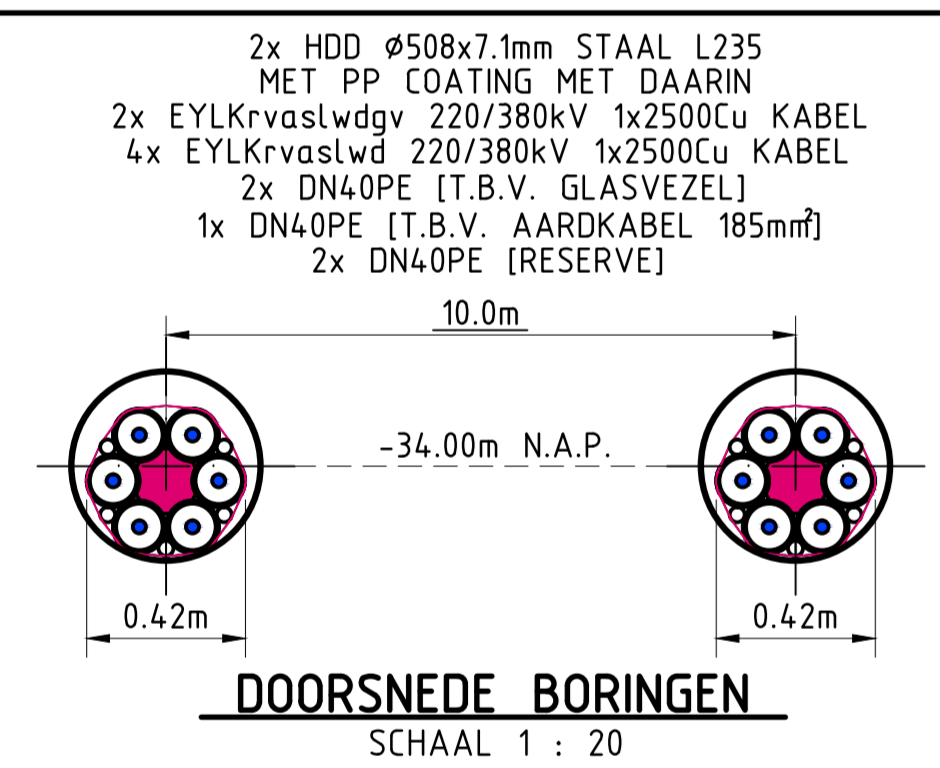 2x HDD ø508x7.1mm STAAL L235
MET PP COATING MET DAARIN
2x EYLKrvaslwdgv 220/380kV 1x2500Cu KABEL
4x EYLKrvaslwd 220/380kV 1x2500Cu KABEL
2x DN40PE [T.B.V. GLASVEZEL]
1x DN40PE [T.B.V. AARDKABEL 185mm²]
2x DN40PE [RESERVE]
10.0m
-34.00m N.A.P.
0.42m 0.42m
DOORSNEDE BORINGEN
SCHAAL 1 : 20